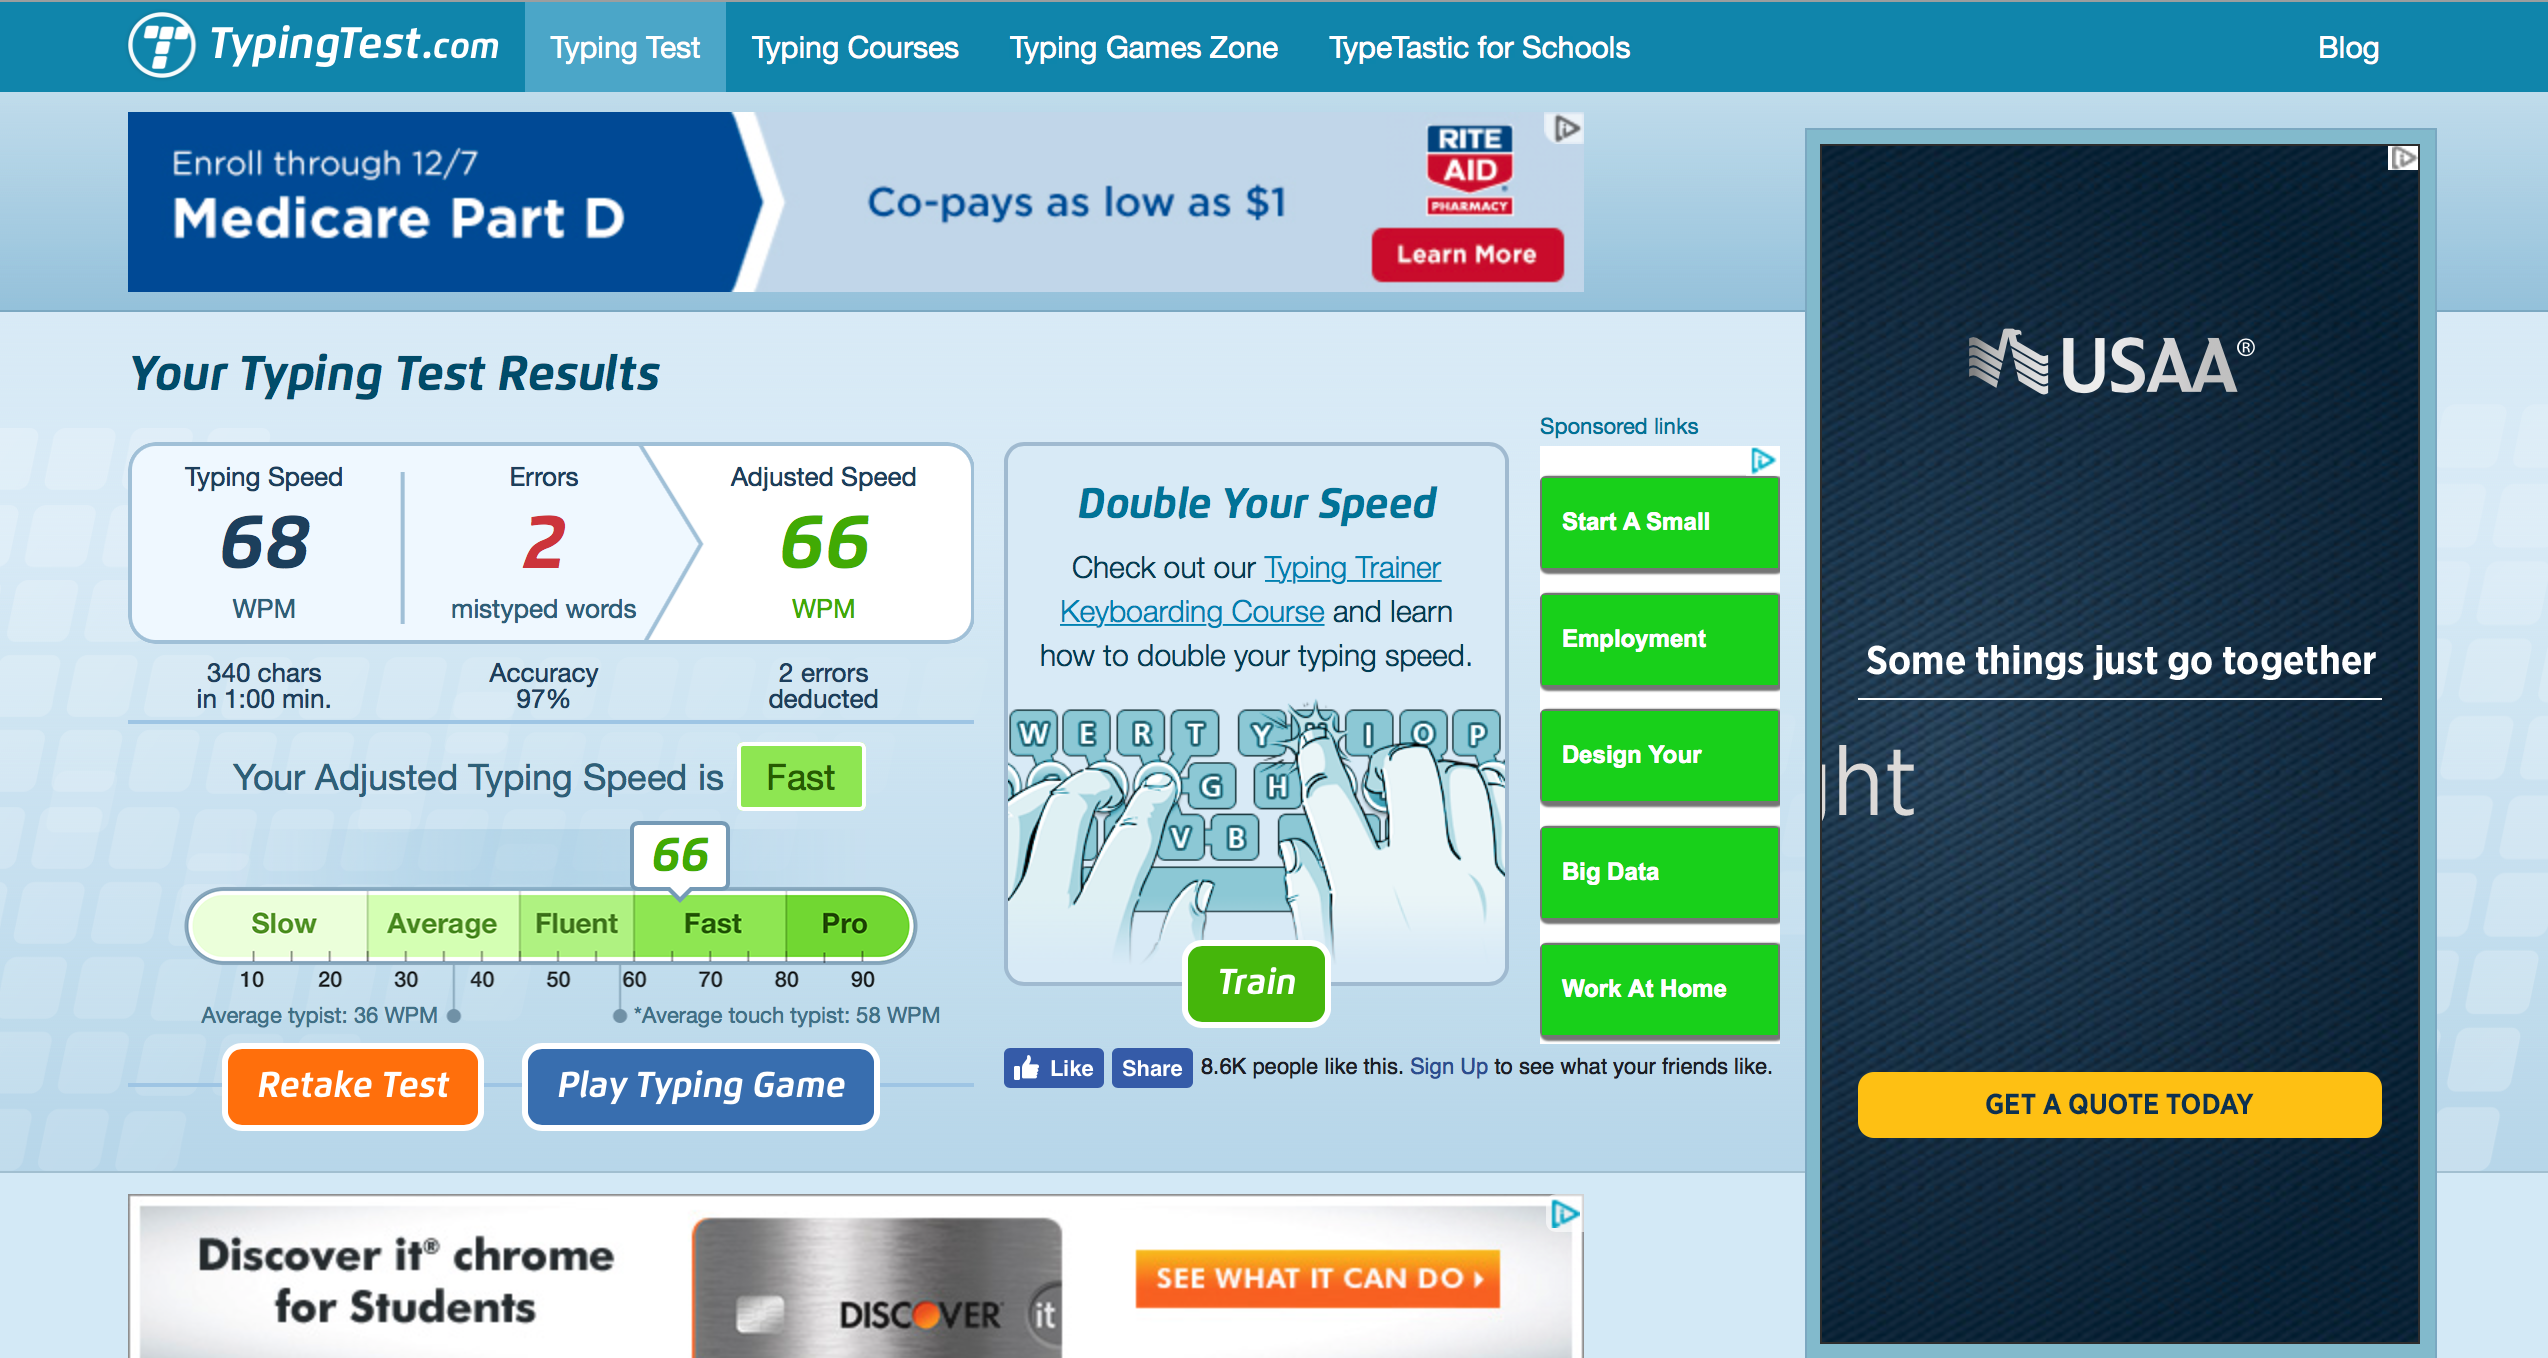 TypingTest.com
Typing Test
Typing Courses
Typing Games Zone
TypeTastic for Schools
Blog
Enroll through 12/7
Medicare Part D
Co-pays as low as $1
RITE
AID
PHARMACY
Learn More
Your Typing Test Results
Typing Speed
68
WPM
340 chars
in 1:00 min.
Errors
2
mistyped words
Accuracy
97%
Adjusted Speed
66
WPM
2 errors
deducted
Your Adjusted Typing Speed is Fast
66
Slow Average Fluent Fast Pro
10 20 30 40 50 60 70 80 90
Average typist: 36 WPM
*Average touch typist: 58 WPM
Retake Test
Play Typing Game
Double Your Speed
Check out our Typing Trainer
Keyboarding Course and learn
how to double your typing speed.
W E R T Y I O P
G H
V B
Train
Like
Share
8.6K people like this. Sign Up to see what your friends like.
Sponsored links
Start A Small
Employment
Design Your
Big Data
Work At Home
USAA®
Some things just go together
ht
GET A QUOTE TODAY
Discover it® chrome
for Students
DISCOVER it
SEE WHAT IT CAN DO